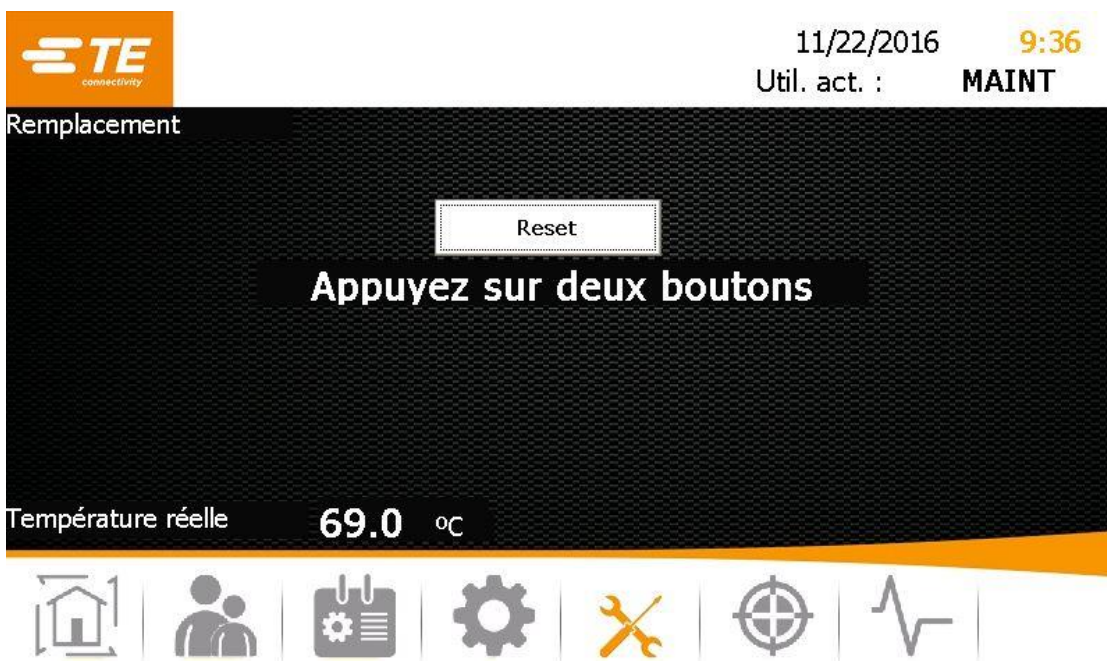 TE
connectivity
11/22/2016 9:36
Util. act. : MAINT
Remplacement
Reset
Appuyez sur deux boutons
Température réelle 69.0 ºC